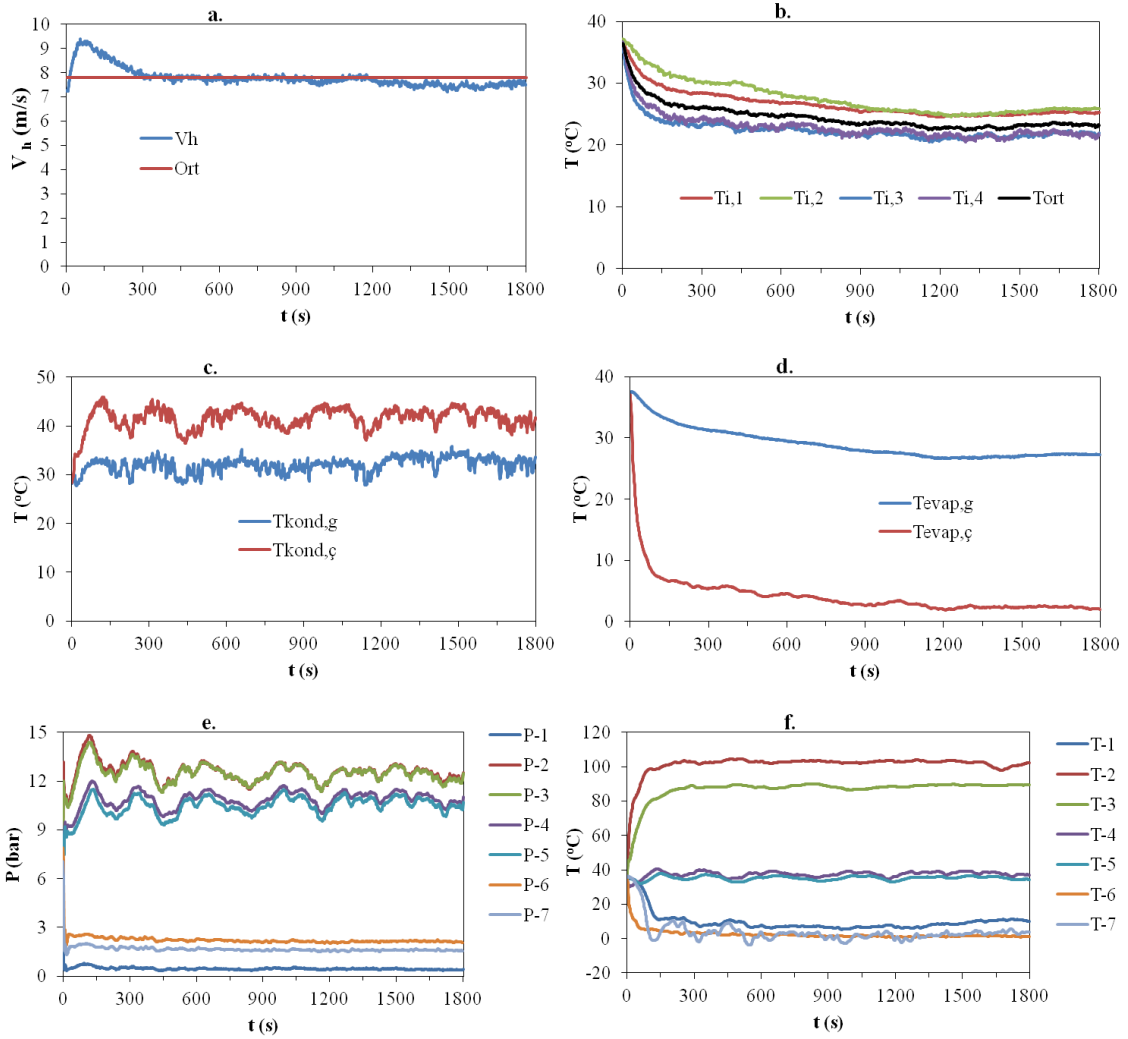 a.
10
9
8
7
6
5
4
3
2
1
0
V h (m/s)
Vh
Ort
0 300 600 900 1200 1500 1800
t (s)
b.
40
30
20
10
0
T (°C)
Ti,1 Ti,2 Ti,3 Ti,4 Tort
0 300 600 900 1200 1500 1800
t (s)
c.
50
40
30
20
10
0
T (°C)
Tkond,g
Tkond,ç
0 300 600 900 1200 1500 1800
t (s)
d.
40
30
20
10
0
T (°C)
Tevap,g
Tevap,ç
0 300 600 900 1200 1500 1800
t (s)
e.
15
12
9
6
3
0
P (bar)
P-1
P-2
P-3
P-4
P-5
P-6
P-7
0 300 600 900 1200 1500 1800
t (s)
f.
120
100
80
60
40
20
0
-20
T (°C)
T-1
T-2
T-3
T-4
T-5
T-6
T-7
0 300 600 900 1200 1500 1800
t (s)